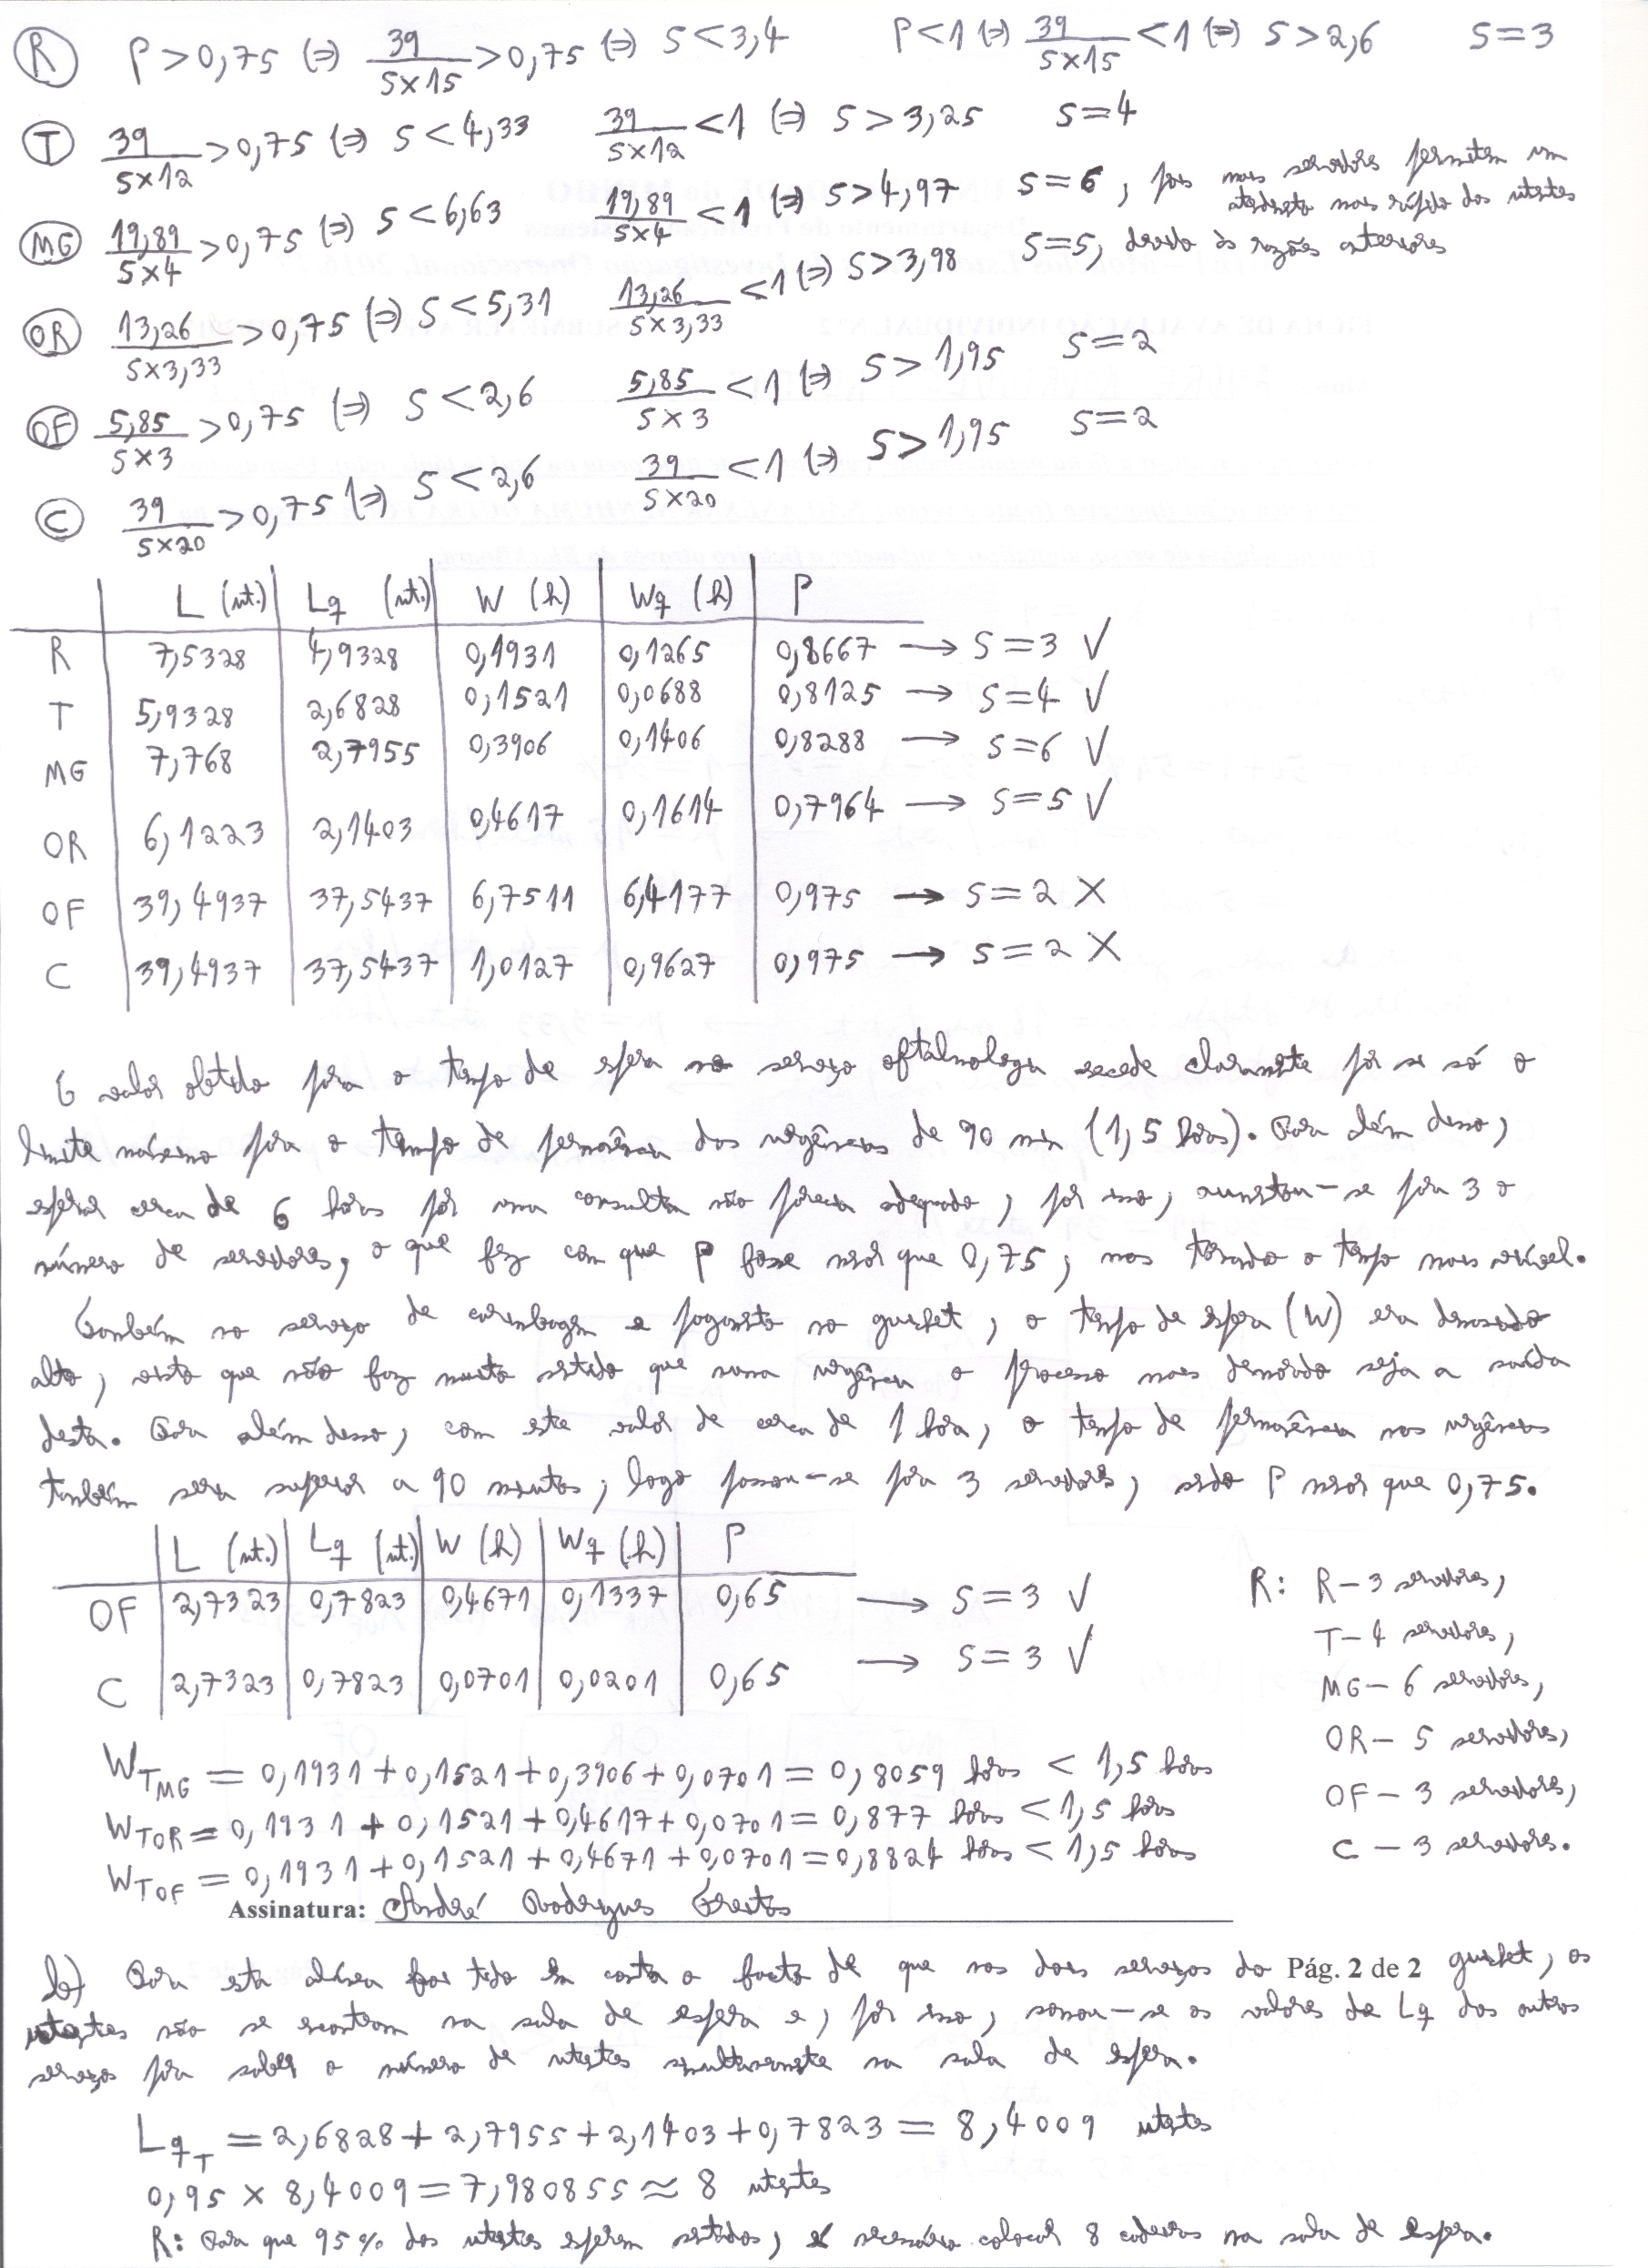 (R) P > 0,75 (=) 39/(S×15) > 0,75 (=) S < 3,4 P < 1 (=) 39/(S×15) < 1 (=) S > 2,6 S = 3
(T) 39/(S×12) > 0,75 (=) S < 4,33 39/(S×12) < 1 (=) S > 3,25 S = 4
(MG) 19,89/(S×4) > 0,75 (=) S < 6,63 19,89/(S×4) < 1 (=) S > 4,97 S = 6, pois mais servidores permitem um
atendimento mais rápido dos utentes
(OR) 13,26/(S×3,33) > 0,75 (=) S < 5,31 13,26/(S×3,33) < 1 (=) S > 3,98 S = 5, devido às razões anteriores
(OF) 5,85/(S×3) > 0,75 (=) S < 2,6 5,85/(S×3) < 1 (=) S > 1,95 S = 2
(C) 39/(S×20) > 0,75 (=) S < 2,6 39/(S×20) < 1 (=) S > 1,95 S = 2
L (ut.) Lq (ut.) W (h) Wq (h) P
R 7,5328 4,9328 0,1931 0,1265 0,8667 → S = 3 √
T 5,9328 2,6828 0,1521 0,0688 0,8125 → S = 4 √
MG 7,768 2,7955 0,3906 0,1406 0,8288 → S = 6 √
OR 6,1223 2,1403 0,4617 0,1614 0,7964 → S = 5 √
OF 39,4937 37,5437 6,7511 6,4177 0,975 → S = 2 X
C 39,4937 37,5437 1,0127 0,9627 0,975 → S = 2 X
O valor obtido para o tempo de espera no serviço oftalmologia excede claramente por si só o
limite máximo para o tempo de permanência das urgências de 90 min (1,5 horas). Para além disso,
esperar cerca de 6 horas por uma consulta não parecia adequado, por isso, aumentou-se para 3 o
número de servidores, o que fez com que P fosse menor que 0,75, mas tornando o tempo mais viável.
Também no serviço de carimbagem e pagamento no guichet, o tempo de espera (W) era demasiado
alto, visto que não faz muito sentido que numa urgência o processo mais demorado seja a saída
desta. Para além disso, com este valor de cerca de 1 hora, o tempo de permanência nas urgências
também seria superior a 90 minutos, logo passou-se para 3 servidores, sendo P menor que 0,75.
L (ut.) Lq (ut.) W (h) Wq (h) P
OF 2,7323 0,7823 0,4671 0,1337 0,65 → S = 3 √
C 2,7323 0,7823 0,0701 0,0201 0,65 → S = 3 √
R: R – 3 servidores,
T – 4 servidores,
MG – 6 servidores,
OR – 5 servidores,
OF – 3 servidores,
C – 3 servidores.
WTMG = 0,1931 + 0,1521 + 0,3906 + 0,0701 = 0,8059 horas < 1,5 horas
WTOR = 0,1931 + 0,1521 + 0,4617 + 0,0701 = 0,877 horas < 1,5 horas
WTOF = 0,1931 + 0,1521 + 0,4671 + 0,0701 = 0,8824 horas < 1,5 horas
Assinatura: André Rodrigues Freitas
b) Para esta alínea foi tido em conta o facto de que nos dois serviços do Pág. 2 de 2 guichet, os
utentes não se encontram na sala de espera e, por isso, somou-se os valores de Lq dos outros
serviços para saber o número de utentes simultaneamente na sala de espera.
LqT = 2,6828 + 2,7955 + 2,1403 + 0,7823 = 8,4009 utentes
0,95 × 8,4009 = 7,980855 ≈ 8 utentes
R: Para que 95% dos utentes esperem sentados, é necessário colocar 8 cadeiras na sala de espera.